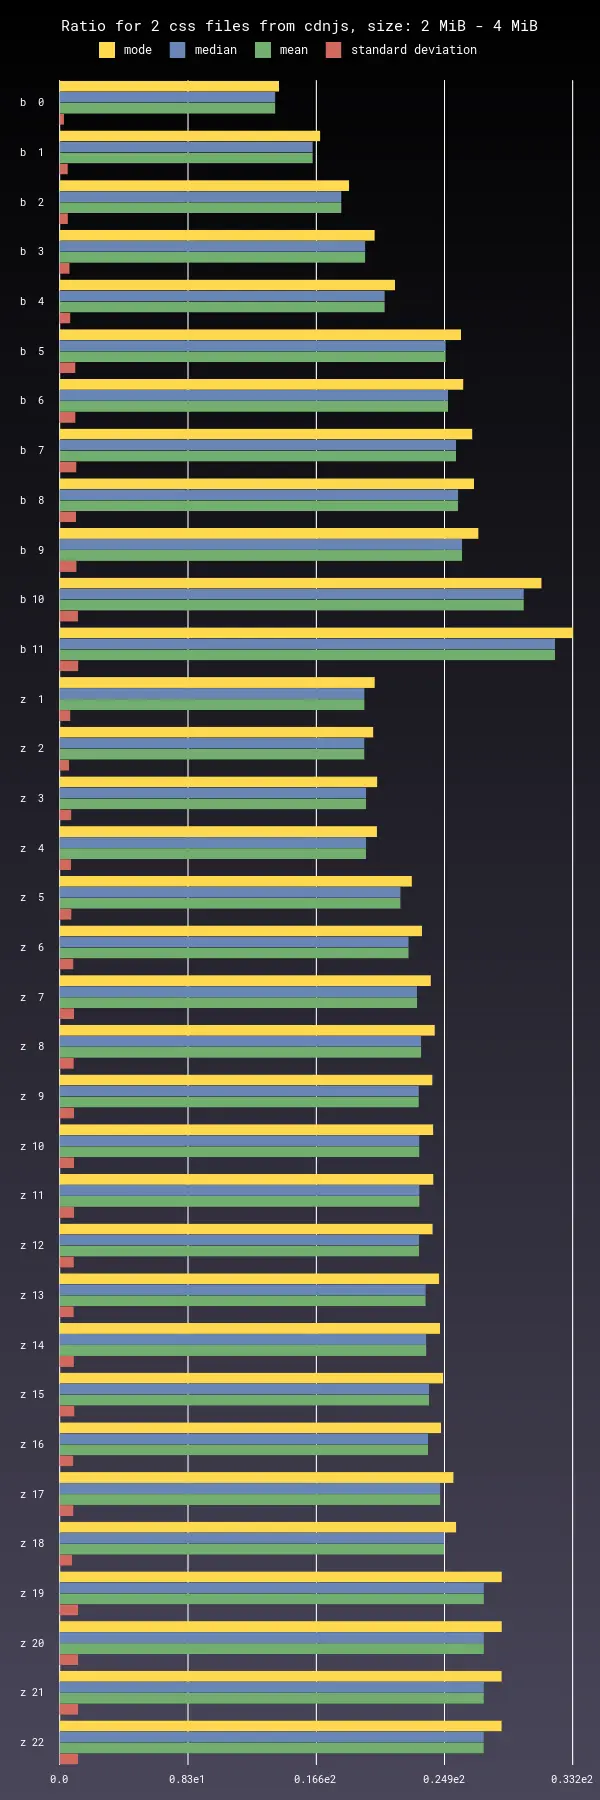 Ratio for 2 css files from cdnjs, size: 2 MiB - 4 MiB
mode median mean standard deviation
b 0
b 1
b 2
b 3
b 4
b 5
b 6
b 7
b 8
b 9
b 10
b 11
z 1
z 2
z 3
z 4
z 5
z 6
z 7
z 8
z 9
z 10
z 11
z 12
z 13
z 14
z 15
z 16
z 17
z 18
z 19
z 20
z 21
z 22
0.0 0.83e1 0.166e2 0.249e2 0.332e2